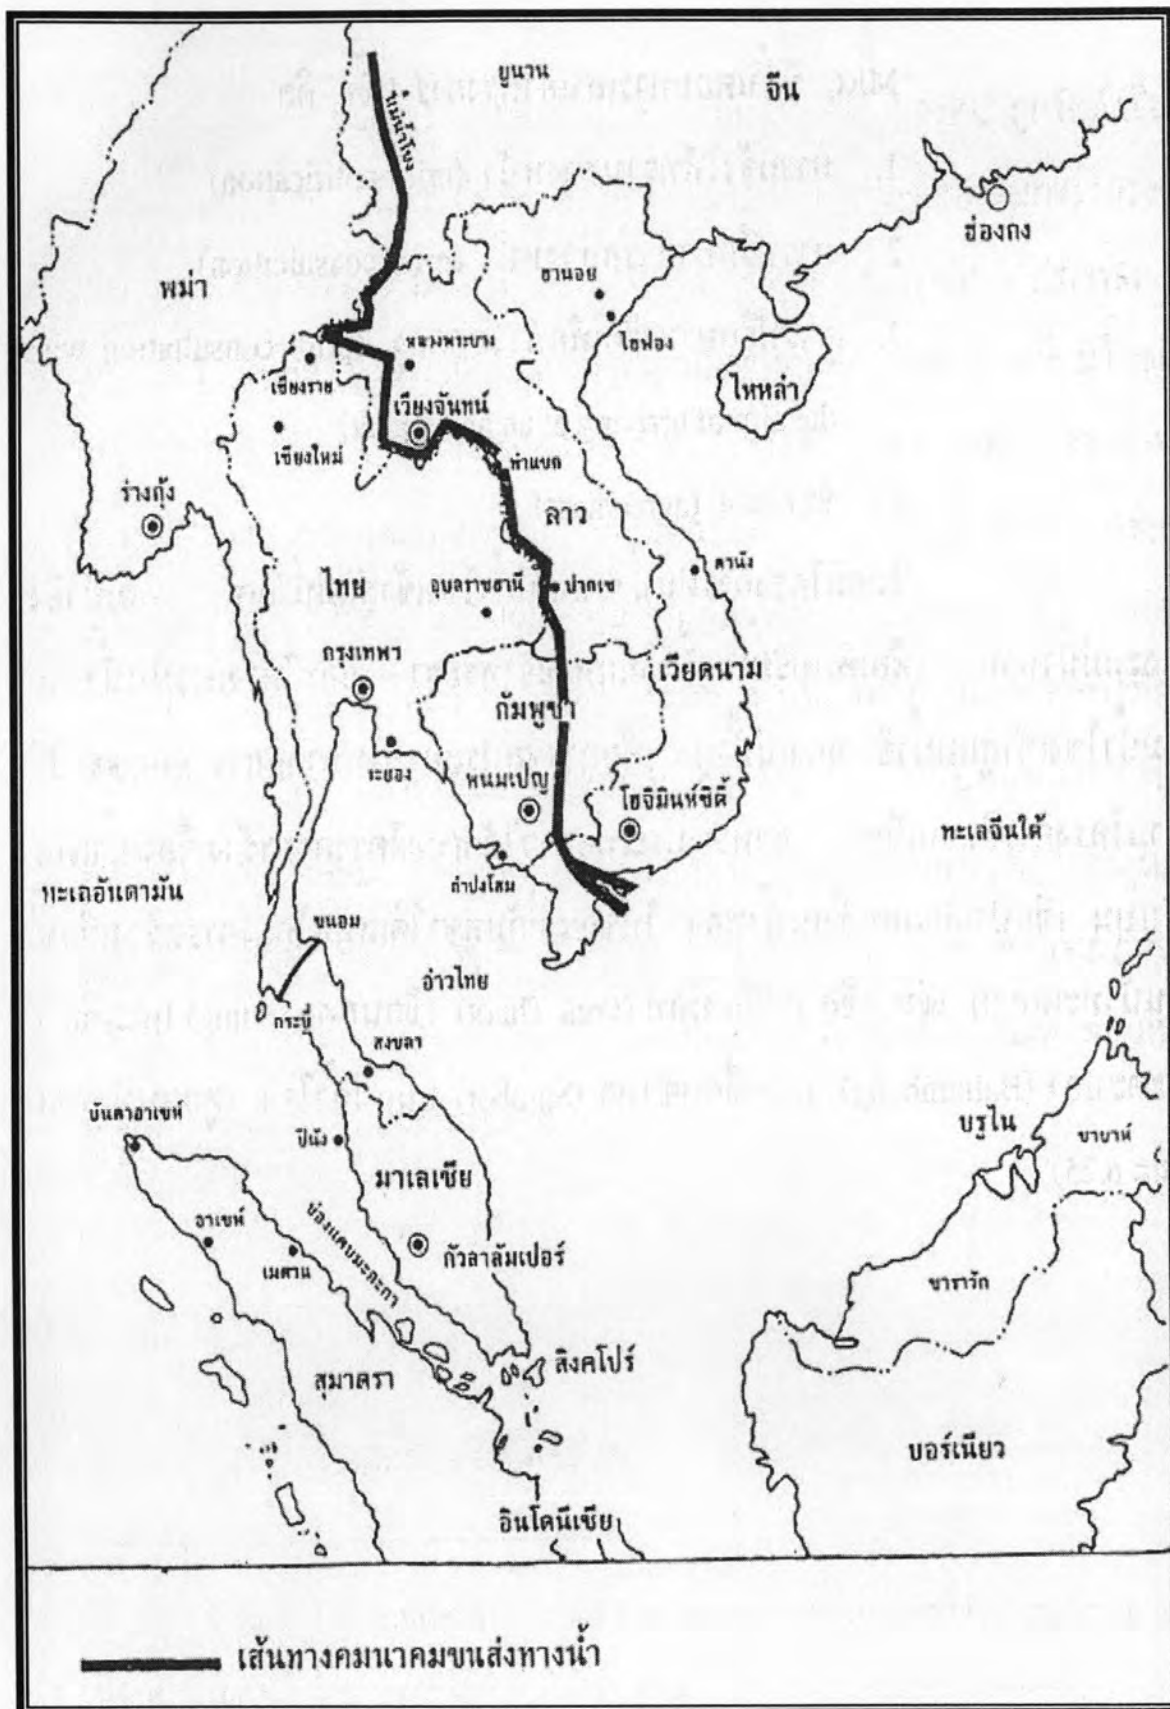 ยูนาน
จีน
แม่น้ำโขง
ฮ่องกง
พม่า
ฮานอย
ไฮฟอง
หลวงพระบาง
เชียงราย
ไหหลำ
เวียงจันทน์
เชียงใหม่
ท่าแขก
ร่างกุ้ง
ลาว
ดานัง
ไทย
อุบลราชธานี
ปากเซ
กรุงเทพฯ
เวียดนาม
กัมพูชา
ระยอง
พนมเปญ
โฮจิมินห์ซิตี้
ทะเลจีนใต้
กำปงโสม
ทะเลอันดามัน
ขนอม
อ่าวไทย
กระบี่
สงขลา
บันดาอาเชห์
ปีนัง
บรูไน
ซาบาห์
มาเลเซีย
อาเชห์
ช่องแคบมะละกา
เมดาน
กัวลาลัมเปอร์
ซาราวัก
สิงคโปร์
สุมาตรา
บอร์เนียว
อินโดนีเซีย
เส้นทางคมนาคมขนส่งทางน้ำ